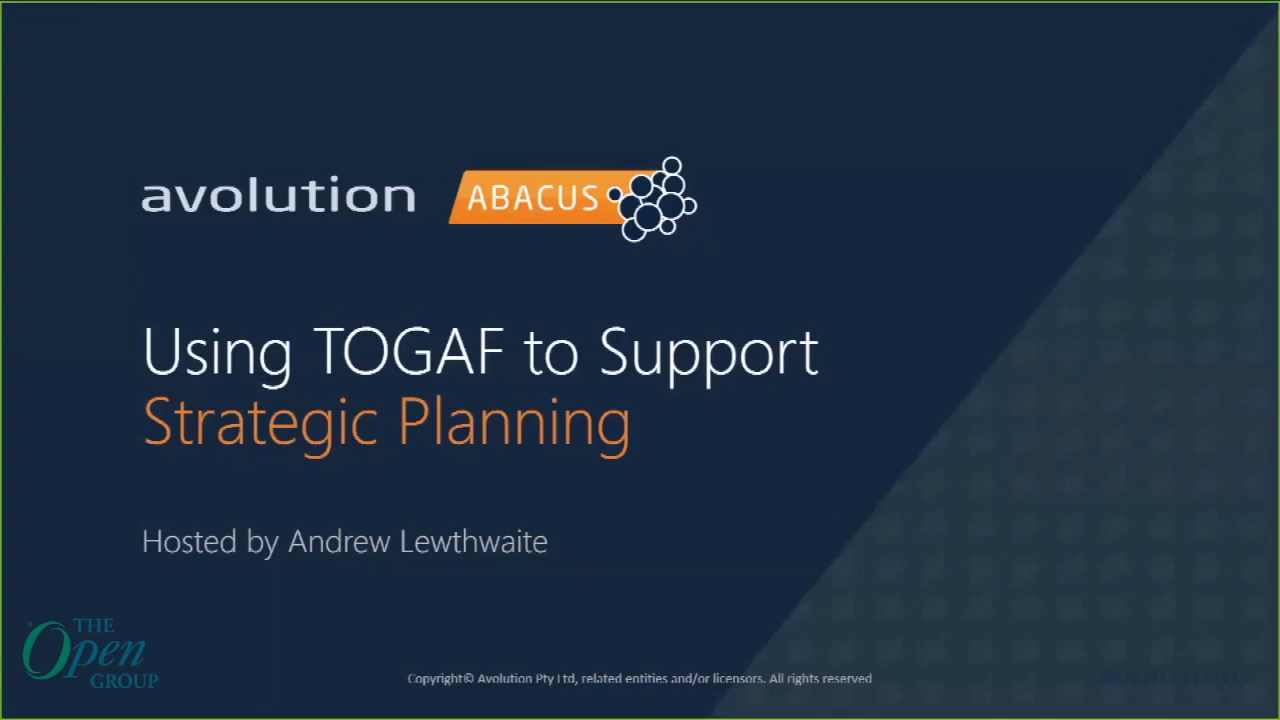 avolution ABACUS
Using TOGAF to Support
Strategic Planning
Hosted by Andrew Lewthwaite
THE
Open
GROUP
Copyright© Avolution Pty Ltd, related entities and/or licensors. All rights reserved
avolution